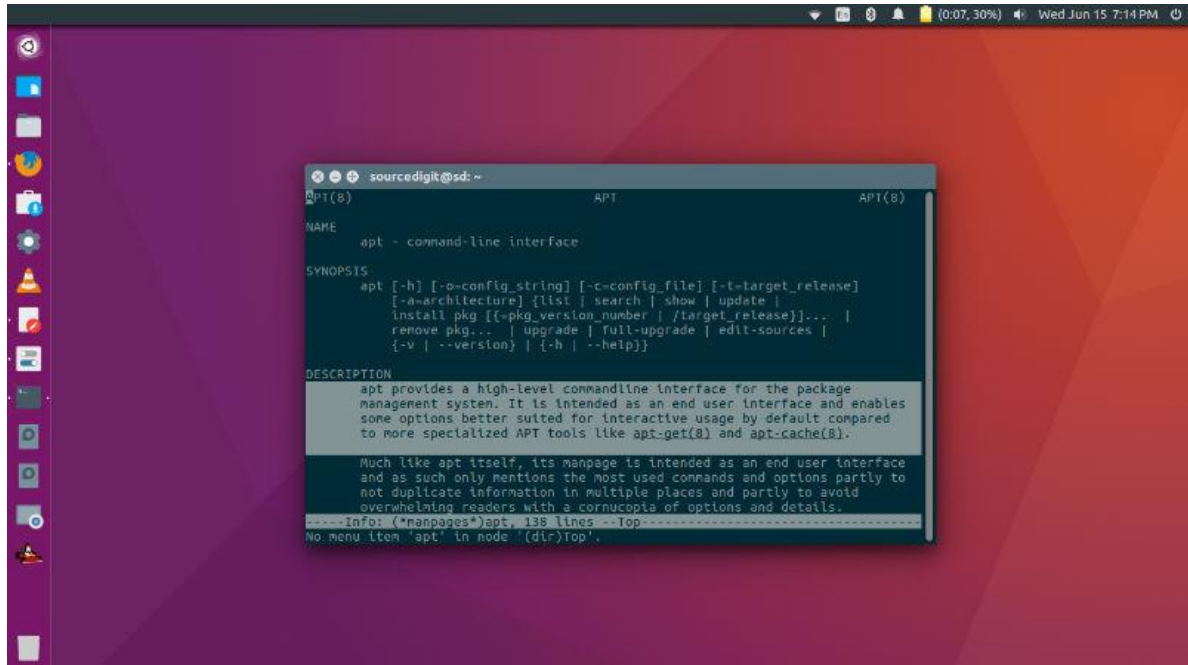 En (0:07, 30%) Wed Jun 15 7:14 PM
sourcedigit@sd: ~
APT(8) APT APT(8)
NAME
apt - command-line interface
SYNOPSIS
apt [-h] [-o=config_string] [-c=config_file] [-t=target_release]
[-a=architecture] {list | search | show | update |
install pkg [{=pkg_version_number | /target_release}]... |
remove pkg... | upgrade | full-upgrade | edit-sources |
{-v | --version} | {-h | --help}}
DESCRIPTION
apt provides a high-level commandline interface for the package
management system. It is intended as an end user interface and enables
some options better suited for interactive usage by default compared
to more specialized APT tools like apt-get(8) and apt-cache(8).
Much like apt itself, its manpage is intended as an end user interface
and as such only mentions the most used commands and options partly to
not duplicate information in multiple places and partly to avoid
overwhelming readers with a cornucopia of options and details.
-----Info: (*manpages*)apt, 138 lines --Top-----------------------------------
No menu item 'apt' in node '(dir)Top'.